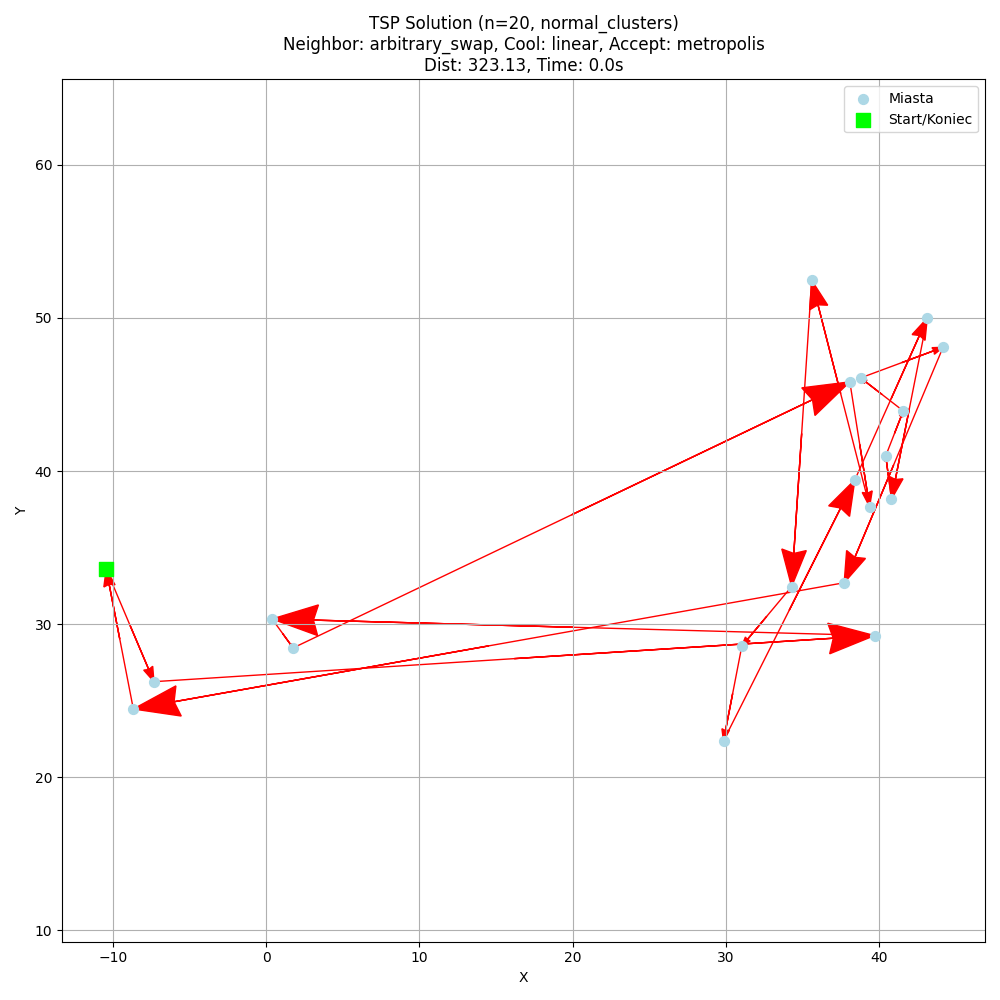 TSP Solution (n=20, normal_clusters)
Neighbor: arbitrary_swap, Cool: linear, Accept: metropolis
Dist: 323.13, Time: 0.0s
Miasta
Start/Koniec
60
50
40
30
20
10
Y
−10 0 10 20 30 40
X